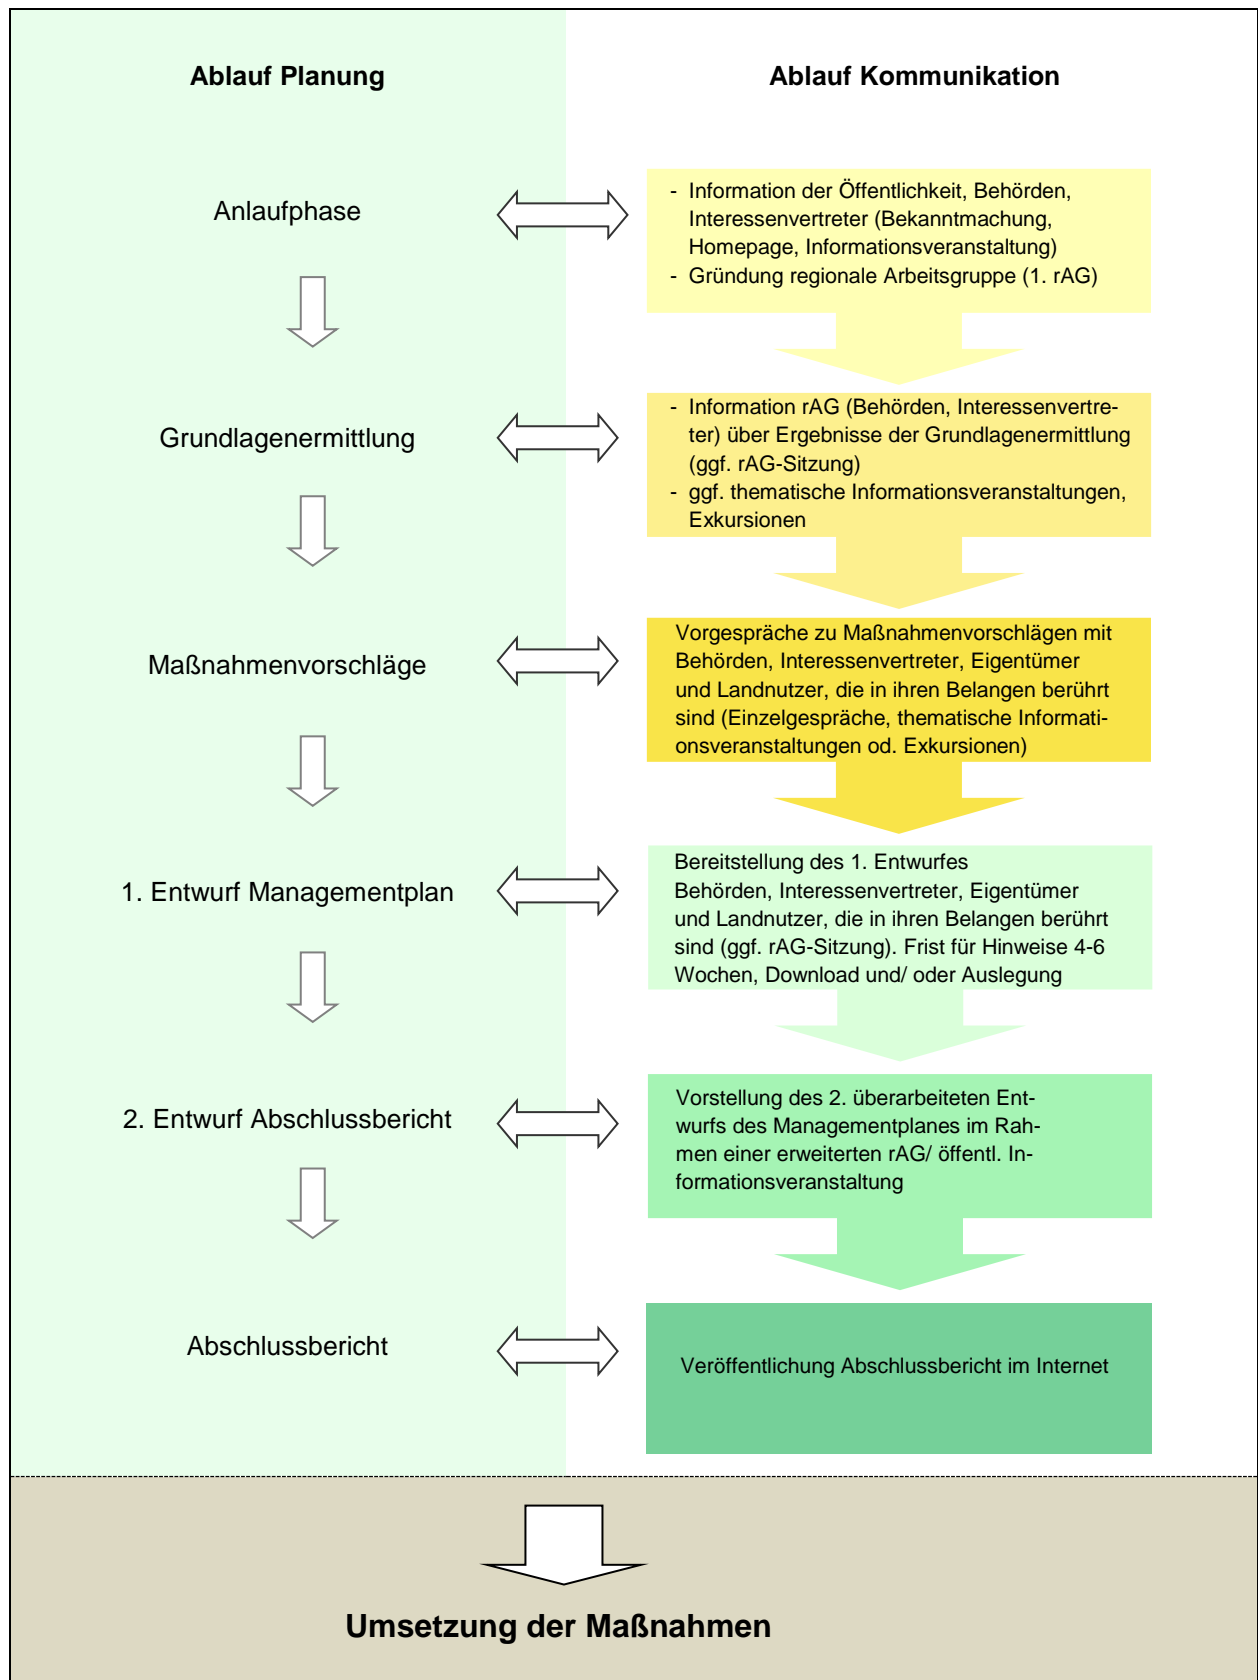 Ablauf Planung
Ablauf Kommunikation
Anlaufphase
- Information der Öffentlichkeit, Behörden,
Interessenvertreter (Bekanntmachung,
Homepage, Informationsveranstaltung)
- Gründung regionale Arbeitsgruppe (1. rAG)
Grundlagenermittlung
- Information rAG (Behörden, Interessenvertre-
ter) über Ergebnisse der Grundlagenermittlung
(ggf. rAG-Sitzung)
- ggf. thematische Informationsveranstaltungen,
Exkursionen
Maßnahmenvorschläge
Vorgespräche zu Maßnahmenvorschlägen mit
Behörden, Interessenvertreter, Eigentümer
und Landnutzer, die in ihren Belangen berührt
sind (Einzelgespräche, thematische Informati-
onsveranstaltungen od. Exkursionen)
1. Entwurf Managementplan
Bereitstellung des 1. Entwurfes
Behörden, Interessenvertreter, Eigentümer
und Landnutzer, die in ihren Belangen berührt
sind (ggf. rAG-Sitzung). Frist für Hinweise 4-6
Wochen, Download und/ oder Auslegung
2. Entwurf Abschlussbericht
Vorstellung des 2. überarbeiteten Ent-
wurfs des Managementplanes im Rah-
men einer erweiterten rAG/ öffentl. In-
formationsveranstaltung
Abschlussbericht
Veröffentlichung Abschlussbericht im Internet
Umsetzung der Maßnahmen